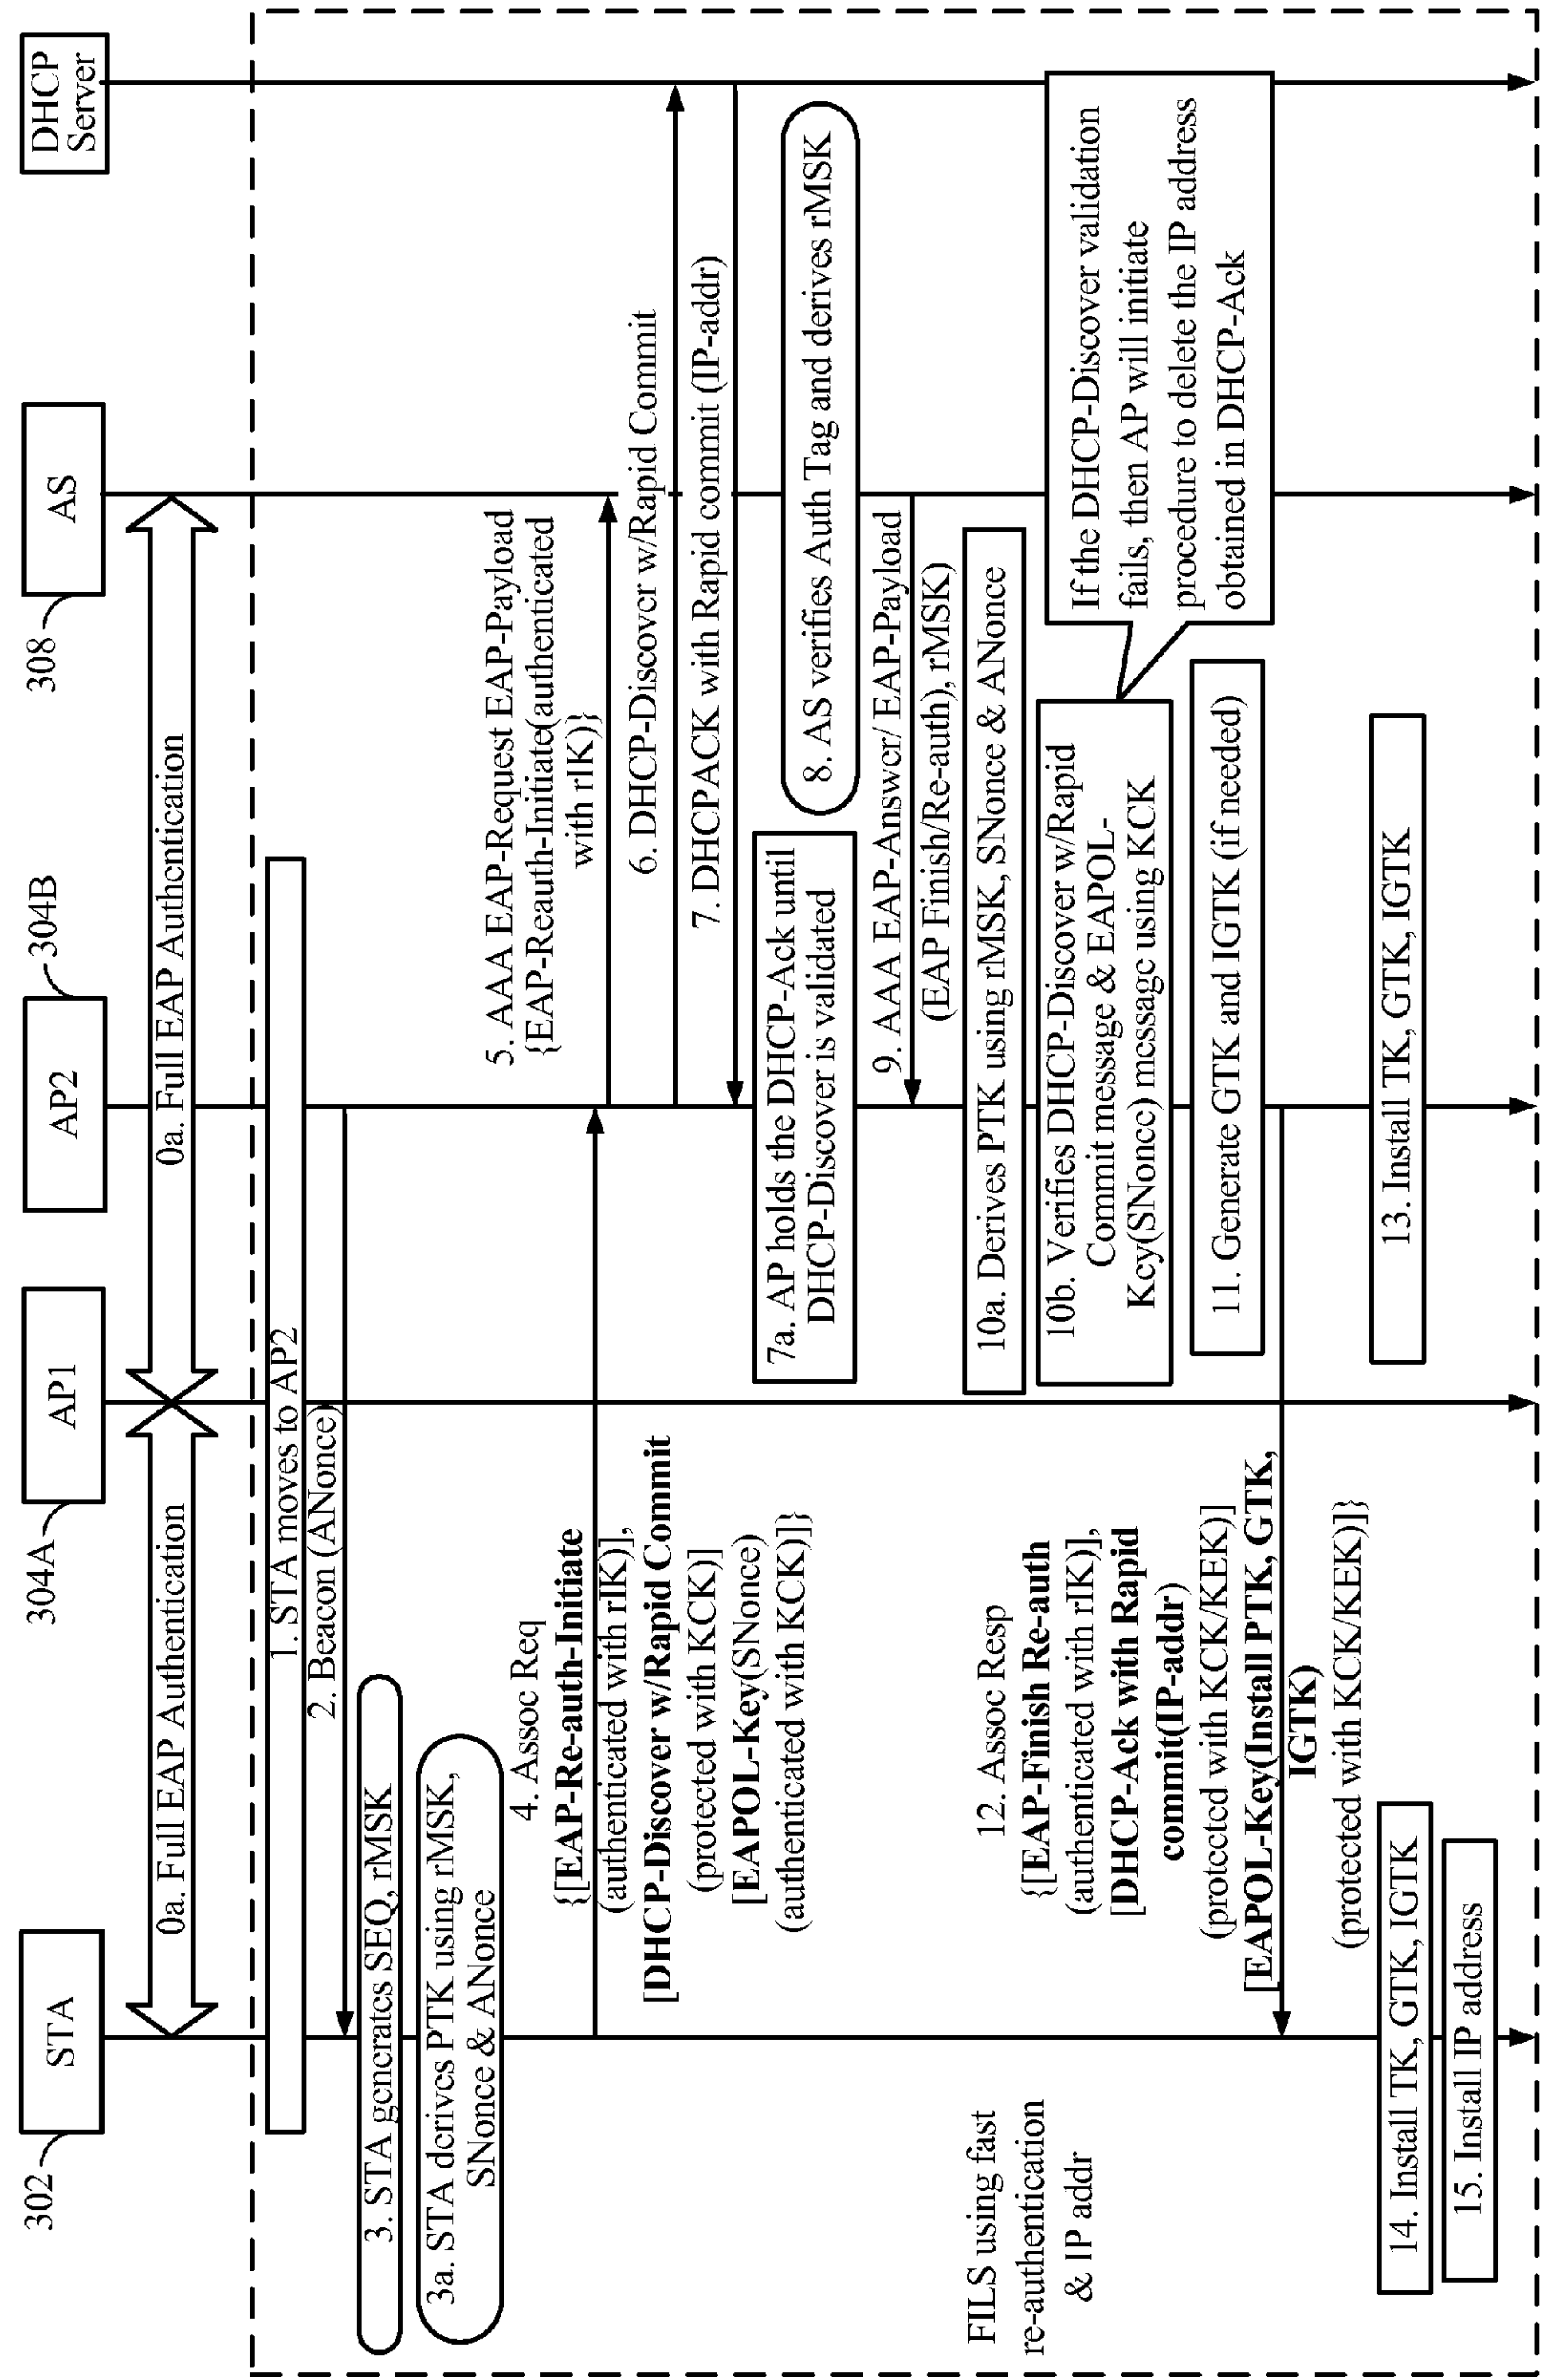 302
STA
304A
AP1
AP2
304B
308
AS
DHCP
Server
0a. Full EAP Authentication
0a. Full EAP Authentication
1. STA moves to AP2
2. Beacon (ANonce)
3. STA generates SEQ, rMSK
3a. STA derives PTK using rMSK,
SNonce & ANonce
4. Assoc Req
{[EAP-Re-auth-Initiate
(authenticated with rIK)],
[DHCP-Discover w/Rapid Commit
(protected with KCK)]
[EAPOL-Key(SNonce)
(authenticated with KCK)]}
5. AAA EAP-Request EAP-Payload
{EAP-Reauth-Initiate(authenticated
with rIK)}
6. DHCP-Discover w/Rapid Commit
7. DHCPACK with Rapid commit (IP-addr)
7a. AP holds the DHCP-Ack until
DHCP-Discover is validated
8. AS verifies Auth Tag and derives rMSK
9. AAA EAP-Answer/ EAP-Payload
(EAP Finish/Re-auth), rMSK)
10a. Derives PTK using rMSK, SNonce & ANonce
10b. Verifies DHCP-Discover w/Rapid
Commit message & EAPOL-
Key(SNonce) message using KCK
If the DHCP-Discover validation
fails, then AP will initiate
procedure to delete the IP address
obtained in DHCP-Ack
11. Generate GTK and IGTK (if needed)
FILS using fast
re-authentication
& IP addr
12. Assoc Resp
{[EAP-Finish Re-auth
(authenticated with rIK)],
[DHCP-Ack with Rapid
commit(IP-addr)
(protected with KCK/KEK)]
[EAPOL-Key(Install PTK, GTK,
IGTK)
(protected with KCK/KEK)]}
13. Install TK, GTK, IGTK
14. Install TK, GTK, IGTK
15. Install IP address